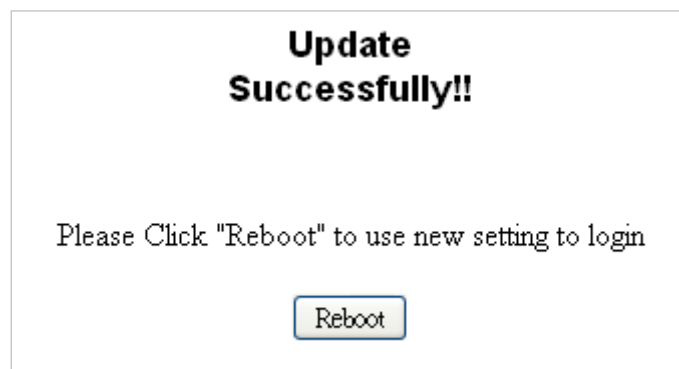 Update
Successfully!!
Please Click "Reboot" to use new setting to login
Reboot